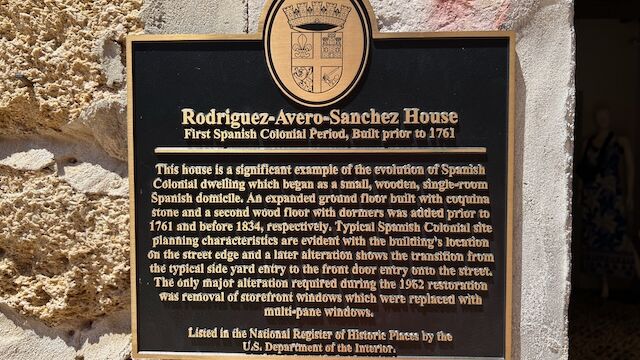 Rodriguez-Avero-Sanchez House
First Spanish Colonial Period, Built prior to 1761
This house is a significant example of the evolution of Spanish
Colonial dwelling which began as a small, wooden, single-room
Spanish domicile. An expanded ground floor built with coquina
stone and a second wood floor with dormers was added prior to
1761 and before 1834, respectively. Typical Spanish Colonial site
planning characteristics are evident with the building's location
on the street edge and a later alteration shows the transition from
the typical side yard entry to the front door entry onto the street.
The only major alteration required during the 1962 restoration
was removal of storefront windows which were replaced with
multi-pane windows.
Listed in the National Register of Historic Places by the
U.S. Department of the Interior.